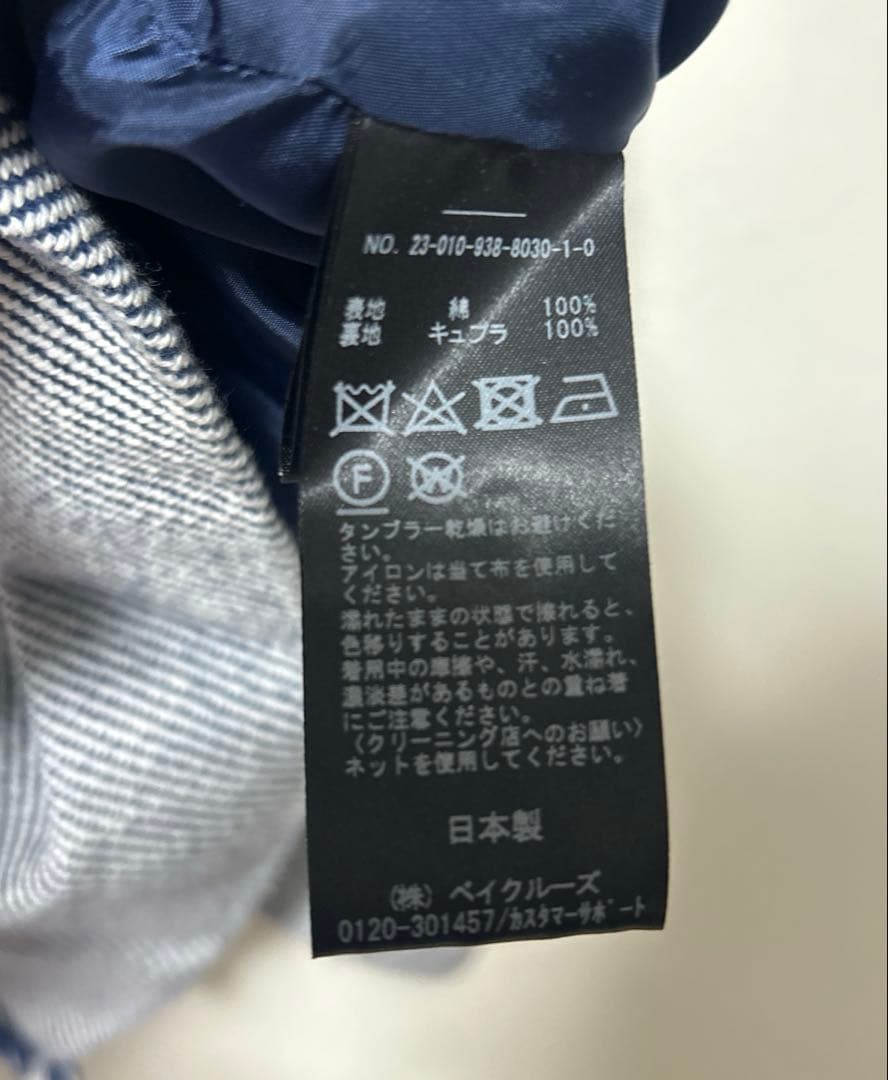 NO. 23-010-938-8030-1-0
表地 綿 100%
裏地 キュプラ 100%
F W
タンブラー乾燥はお避けくだ
さい。
アイロンは当て布を使用して
ください。
濡れたままの状態で擦れると、
色移りすることがあります。
着用中の摩擦や、汗、水濡れ、
濃淡差があるものとの重ね着
にご注意ください。
〈クリーニング店へのお願い〉
ネットを使用してください。
日本製
(株) ベイクルーズ
0120-301457/カスタマーサポート